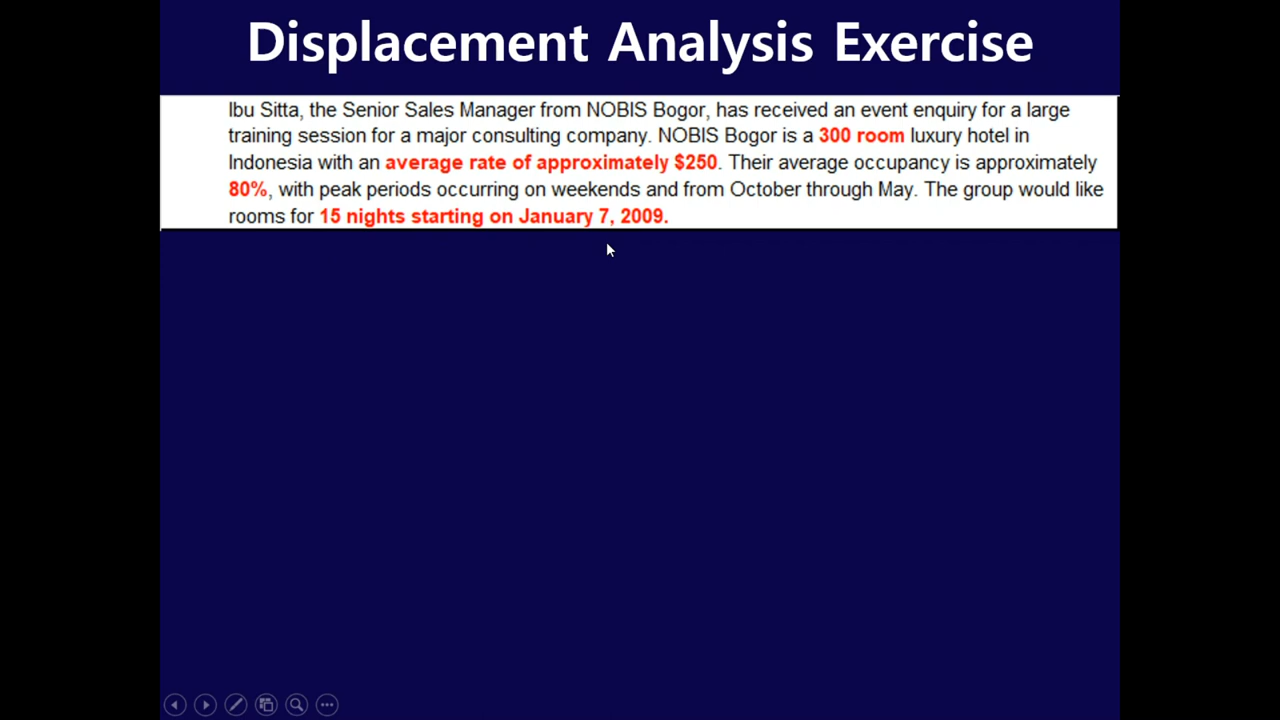 Displacement Analysis Exercise
Ibu Sitta, the Senior Sales Manager from NOBIS Bogor, has received an event enquiry for a large
training session for a major consulting company. NOBIS Bogor is a 300 room luxury hotel in
Indonesia with an average rate of approximately $250. Their average occupancy is approximately
80%, with peak periods occurring on weekends and from October through May. The group would like
rooms for 15 nights starting on January 7, 2009.